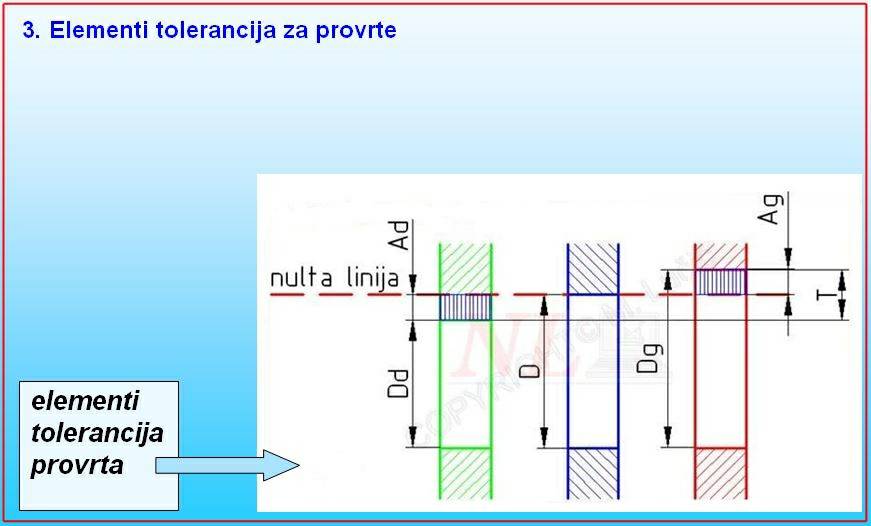 3. Elementi tolerancija za provrte
Ad
Ag
nulta linija
T
Dd
D
Dg
elementi
tolerancija
provrta